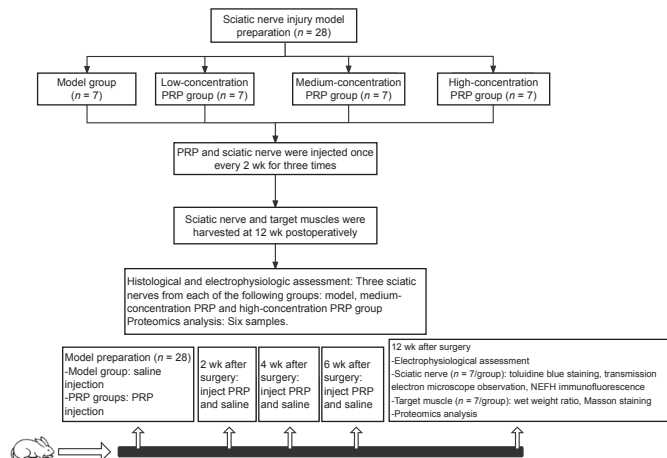 Sciatic nerve injury model
preparation (n = 28)
Model group
(n = 7)
Low-concentration
PRP group (n = 7)
Medium-concentration
PRP group (n = 7)
High-concentration
PRP group (n = 7)
PRP and sciatic nerve were injected once
every 2 wk for three times
Sciatic nerve and target muscles were
harvested at 12 wk postoperatively
Histological and electrophysiologic assessment: Three sciatic
nerves from each of the following groups: model, medium-
concentration PRP and high-concentration PRP group
Proteomics analysis: Six samples.
Model preparation (n = 28)
-Model group: saline
injection
-PRP groups: PRP
injection
2 wk after
surgery:
inject PRP
and saline
4 wk after
surgery:
inject PRP
and saline
6 wk after
surgery:
inject PRP
and saline
12 wk after surgery
-Electrophysiological assessment
-Sciatic nerve (n = 7/group): toluidine blue staining, transmission
electron microscope observation, NEFH immunofluorescence
-Target muscle (n = 7/group): wet weight ratio, Masson staining
-Proteomics analysis